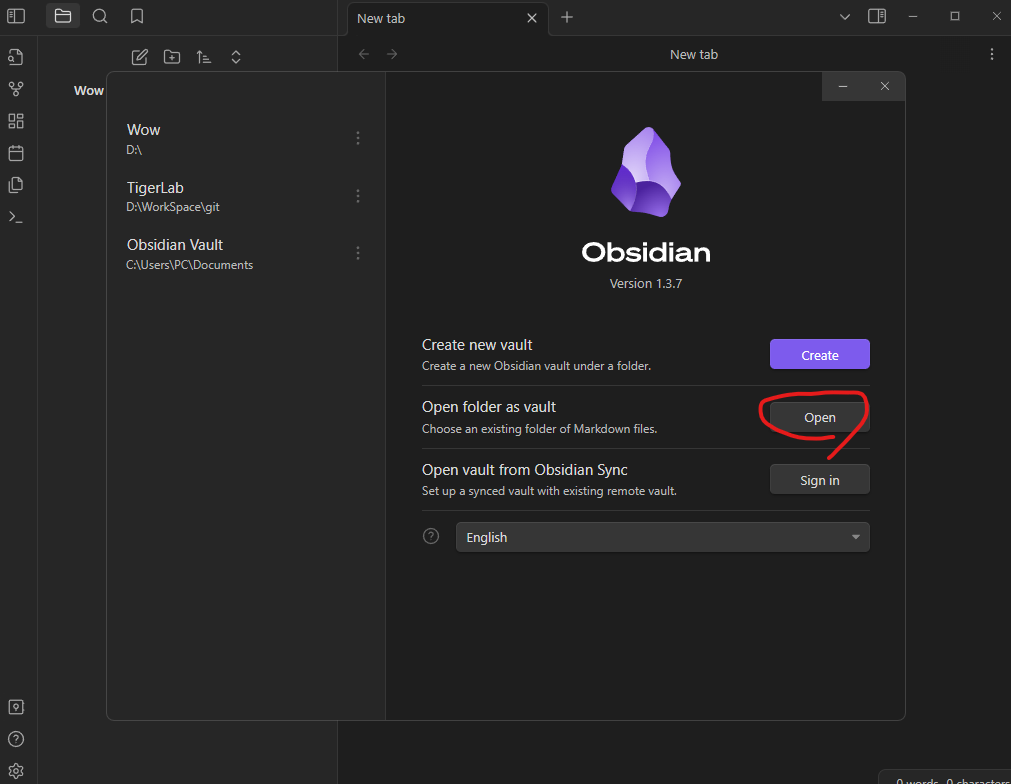 New tab
New tab
Wow
Wow
D:\
TigerLab
D:\WorkSpace\git
Obsidian Vault
C:\Users\PC\Documents
Obsidian
Version 1.3.7
Create new vault
Create a new Obsidian vault under a folder.
Create
Open folder as vault
Choose an existing folder of Markdown files.
Open
Open vault from Obsidian Sync
Set up a synced vault with existing remote vault.
Sign in
English
0 words 0 characters